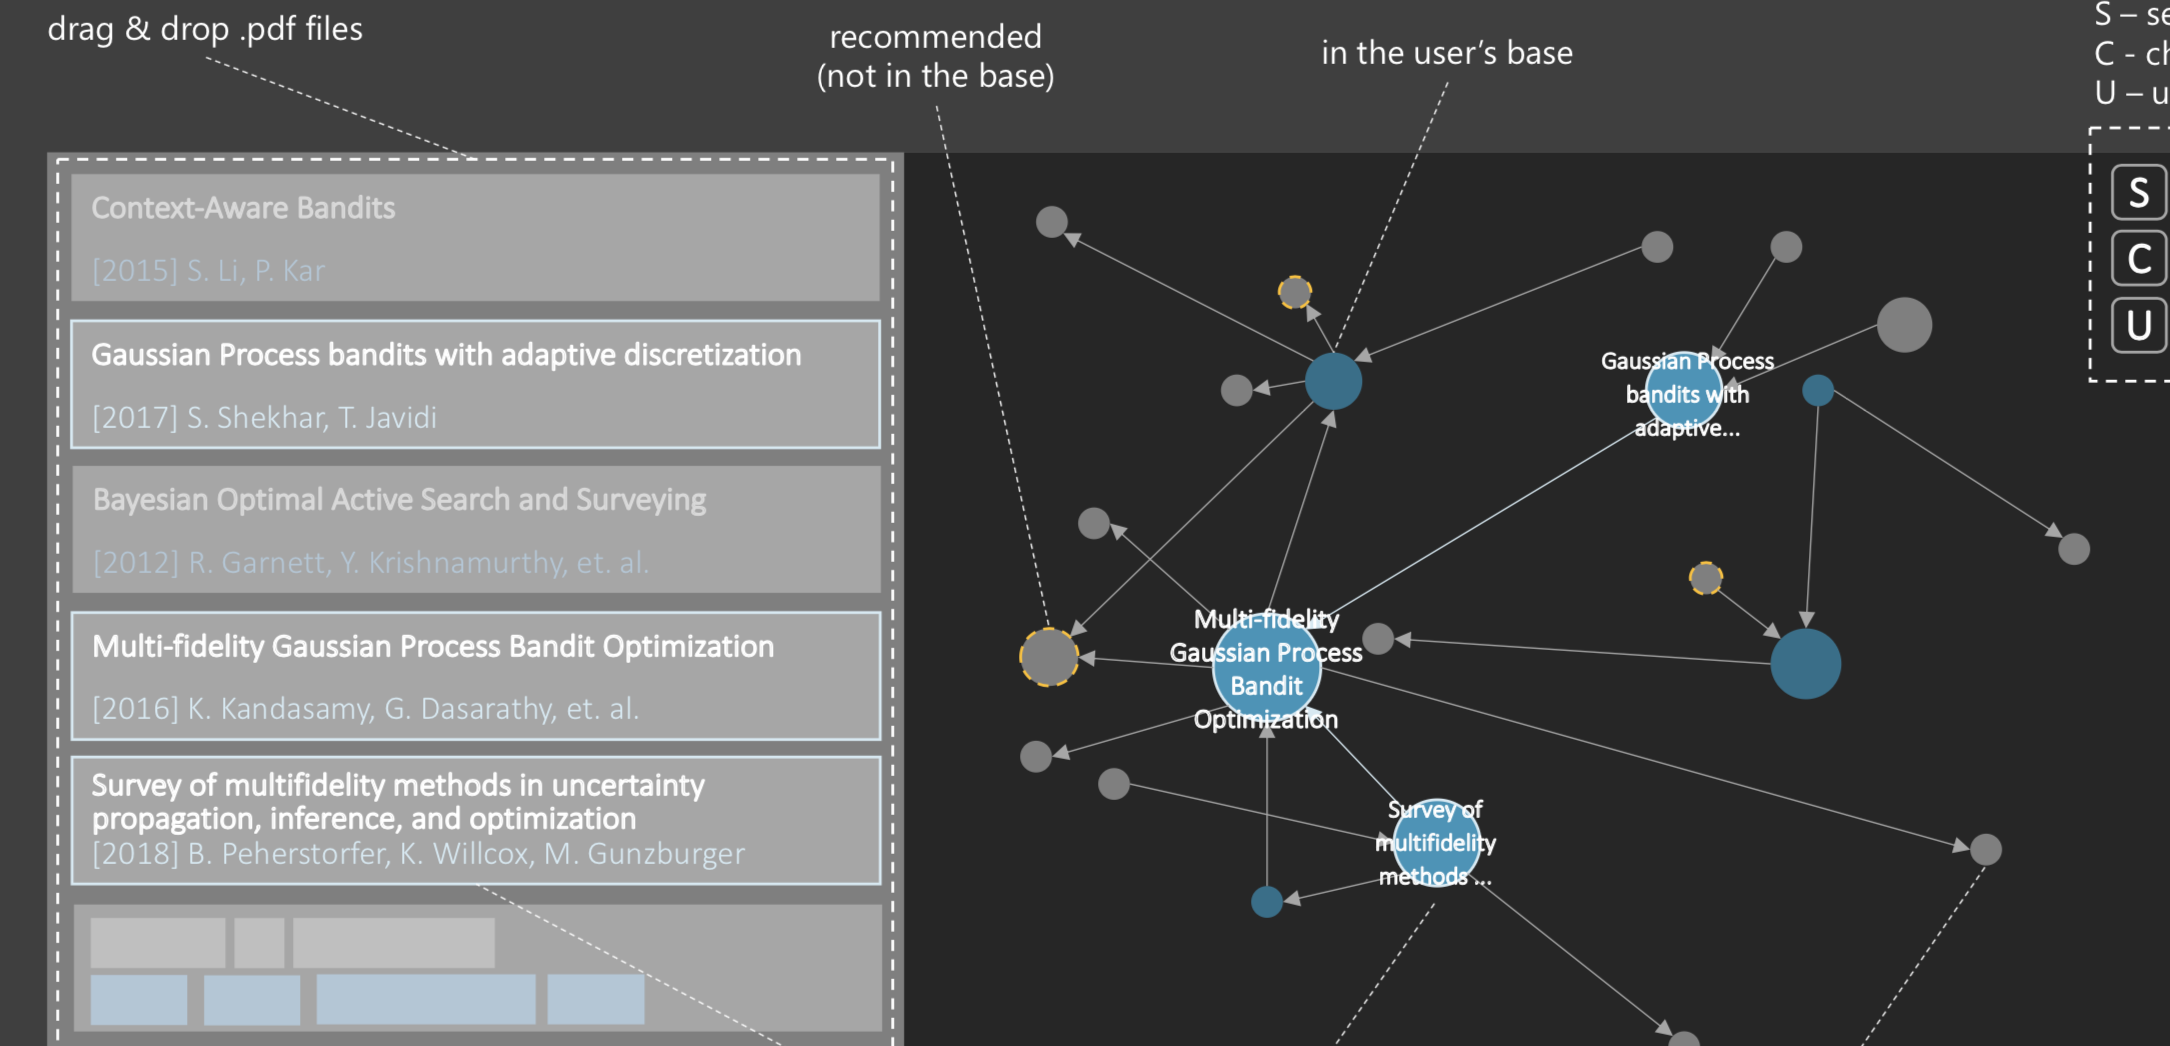 drag & drop .pdf files
recommended
(not in the base)
in the user's base
S –
C -
U –
S
C
U
Context-Aware Bandits
[2015] S. Li, P. Kar
Gaussian Process bandits with adaptive discretization
[2017] S. Shekhar, T. Javidi
Bayesian Optimal Active Search and Surveying
[2012] R. Garnett, Y. Krishnamurthy, et. al.
Multi-fidelity Gaussian Process Bandit Optimization
[2016] K. Kandasamy, G. Dasarathy, et. al.
Survey of multifidelity methods in uncertainty
propagation, inference, and optimization
[2018] B. Peherstorfer, K. Willcox, M. Gunzburger
Gaussian Process
bandits with
adaptive...
Multi-fidelity
Gaussian Process
Bandit
Optimization
Survey of
multifidelity
methods ...